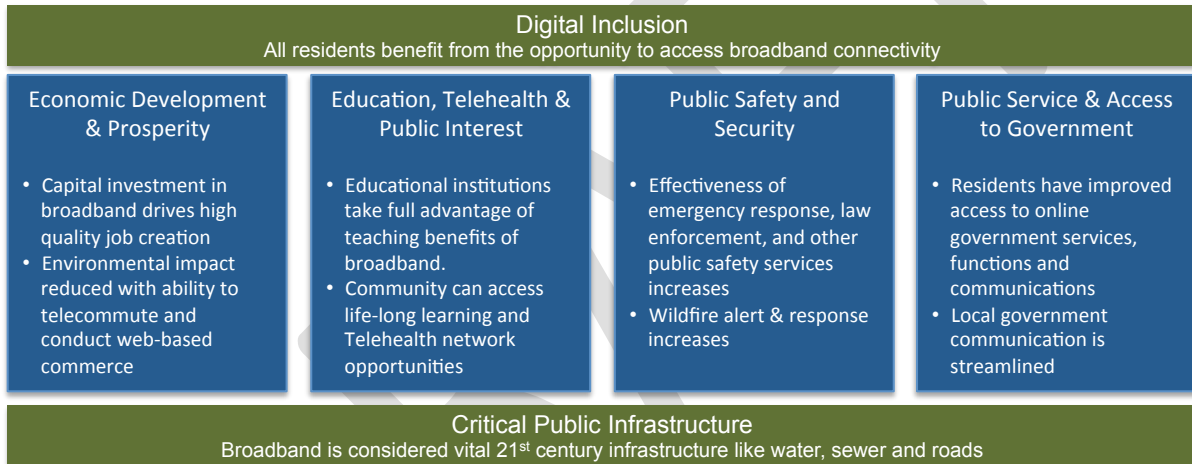 Digital Inclusion
All residents benefit from the opportunity to access broadband connectivity
Economic Development
& Prosperity
• Capital investment in
broadband drives high
quality job creation
• Environmental impact
reduced with ability to
telecommute and
conduct web-based
commerce
Education, Telehealth &
Public Interest
• Educational institutions
take full advantage of
teaching benefits of
broadband.
• Community can access
life-long learning and
Telehealth network
opportunities
Public Safety and
Security
• Effectiveness of
emergency response, law
enforcement, and other
public safety services
increases
• Wildfire alert & response
increases
Public Service & Access
to Government
• Residents have improved
access to online
government services,
functions and
communications
• Local government
communication is
streamlined
Critical Public Infrastructure
Broadband is considered vital 21st century infrastructure like water, sewer and roads